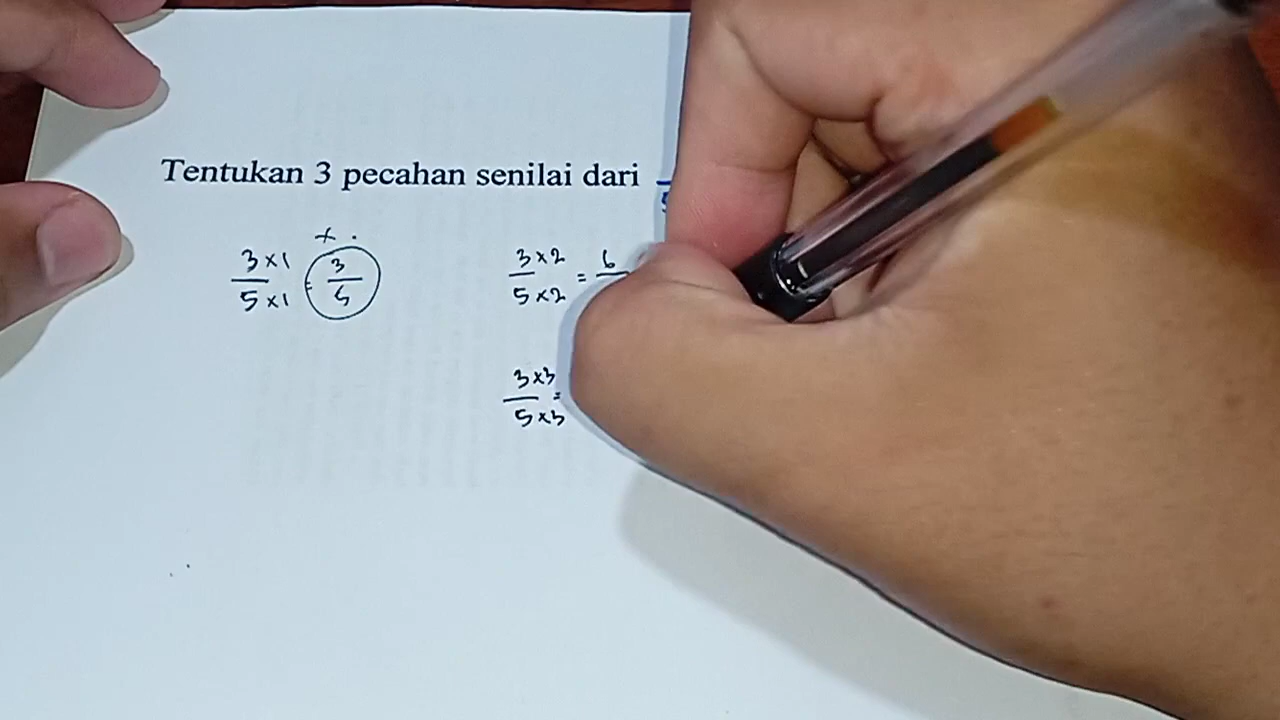 Tentukan 3 pecahan senilai dari
3 x 1 / 5 x 1 = 3 / 5
3 x 2 / 5 x 2 = 6
3 x 3 / 5 x 3 =